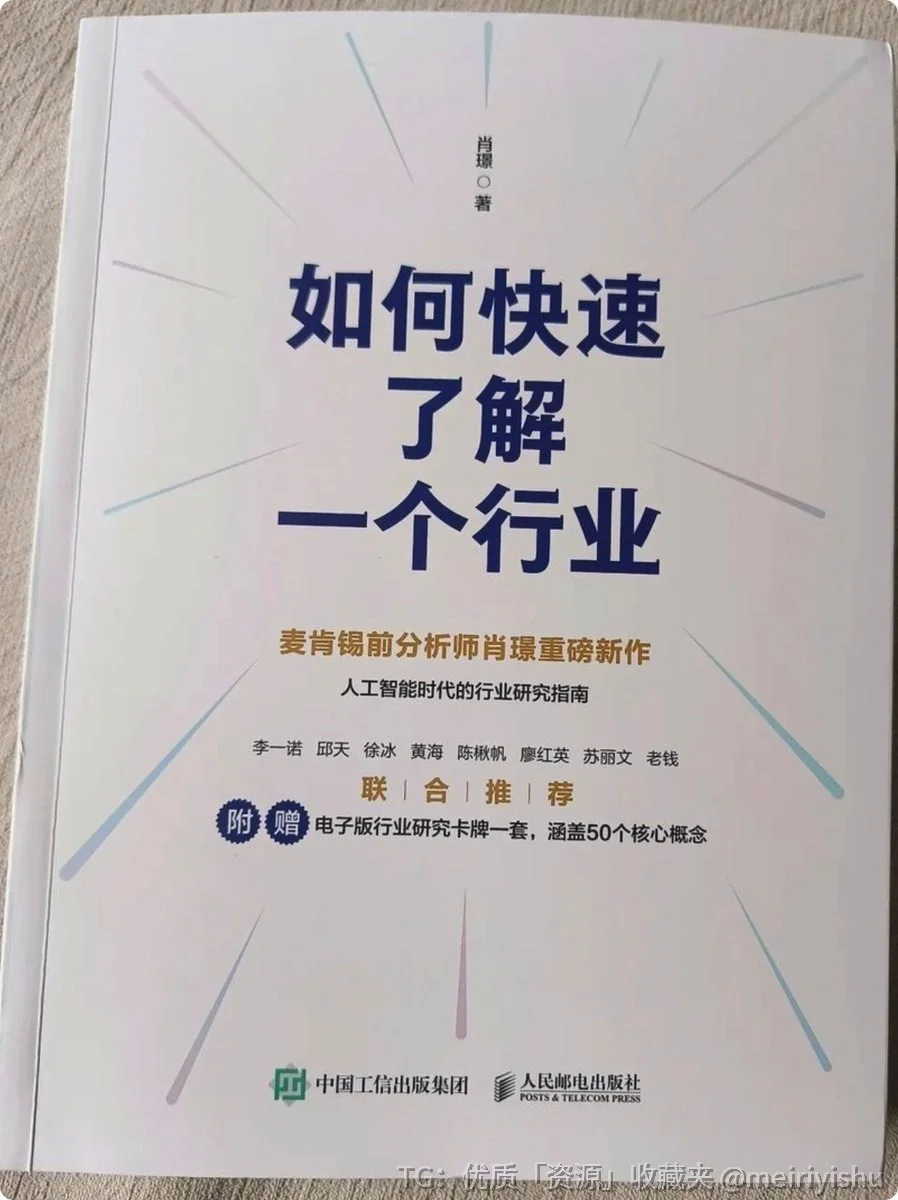 肖璟○著
如何快速
了解
一个行业
麦肯锡前分析师肖璟重磅新作
人工智能时代的行业研究指南
李一诺 邱天 徐冰 黄海 陈楸帆 廖红英 苏丽文 老钱
联|合|推|荐
附赠 电子版行业研究卡牌一套，涵盖50个核心概念
中国工信出版集团 人民邮电出版社
POSTS & TELECOM PRESS
TG：优质「资源」收藏夹 @meiriyishu